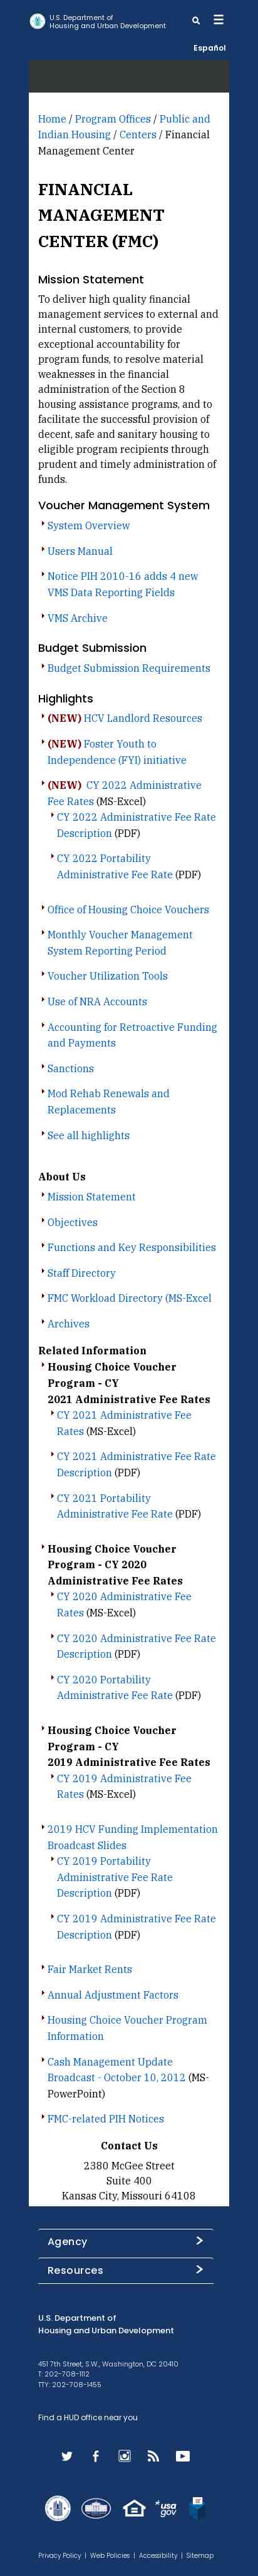 U.S. Department of
Housing and Urban Development
Español
Home / Program Offices / Public and
Indian Housing / Centers / Financial
Management Center
FINANCIAL
MANAGEMENT
CENTER (FMC)
Mission Statement
To deliver high quality financial
management services to external and
internal customers, to provide
exceptional accountability for
program funds, to resolve material
weaknesses in the financial
administration of the Section 8
housing assistance programs, and to
facilitate the successful provision of
decent, safe and sanitary housing to
eligible program recipients through
prudent and timely administration of
funds.
Voucher Management System
System Overview
Users Manual
Notice PIH 2010-16 adds 4 new
VMS Data Reporting Fields
VMS Archive
Budget Submission
Budget Submission Requirements
Highlights
(NEW) HCV Landlord Resources
(NEW) Foster Youth to
Independence (FYI) initiative
(NEW) CY 2022 Administrative
Fee Rates (MS-Excel)
CY 2022 Administrative Fee Rate
Description (PDF)
CY 2022 Portability
Administrative Fee Rate (PDF)
Office of Housing Choice Vouchers
Monthly Voucher Management
System Reporting Period
Voucher Utilization Tools
Use of NRA Accounts
Accounting for Retroactive Funding
and Payments
Sanctions
Mod Rehab Renewals and
Replacements
See all highlights
About Us
Mission Statement
Objectives
Functions and Key Responsibilities
Staff Directory
FMC Workload Directory (MS-Excel
Archives
Related Information
Housing Choice Voucher
Program - CY
2021 Administrative Fee Rates
CY 2021 Administrative Fee
Rates (MS-Excel)
CY 2021 Administrative Fee Rate
Description (PDF)
CY 2021 Portability
Administrative Fee Rate (PDF)
Housing Choice Voucher
Program - CY 2020
Administrative Fee Rates
CY 2020 Administrative Fee
Rates (MS-Excel)
CY 2020 Administrative Fee Rate
Description (PDF)
CY 2020 Portability
Administrative Fee Rate (PDF)
Housing Choice Voucher
Program - CY
2019 Administrative Fee Rates
CY 2019 Administrative Fee
Rates (MS-Excel)
2019 HCV Funding Implementation
Broadcast Slides
CY 2019 Portability
Administrative Fee Rate
Description (PDF)
CY 2019 Administrative Fee Rate
Description (PDF)
Fair Market Rents
Annual Adjustment Factors
Housing Choice Voucher Program
Information
Cash Management Update
Broadcast - October 10, 2012 (MS-
PowerPoint)
FMC-related PIH Notices
Contact Us
2380 McGee Street
Suite 400
Kansas City, Missouri 64108
Agency
Resources
U.S. Department of
Housing and Urban Development
451 7th Street, S.W., Washington, DC 20410
T: 202-708-1112
TTY: 202-708-1455
Find a HUD office near you
usa
gov
Privacy Policy | Web Policies | Accessibility | Sitemap